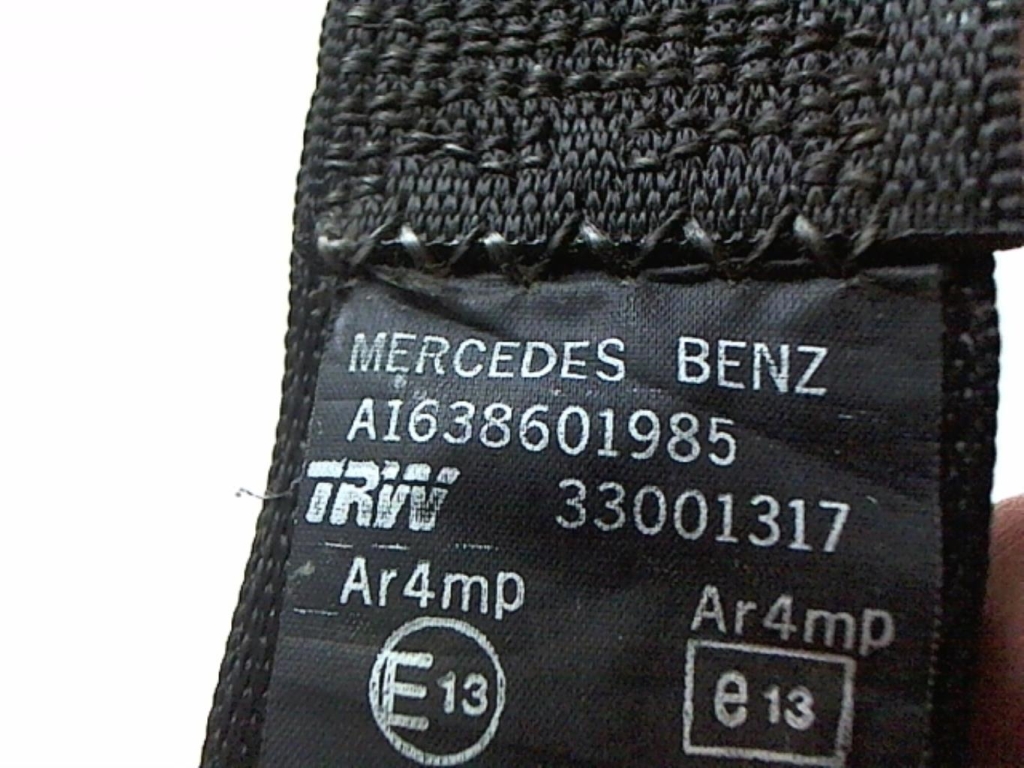 MERCEDES BENZ
A1638601985
TRW 33001317
Ar4mp Ar4mp
E13 e13